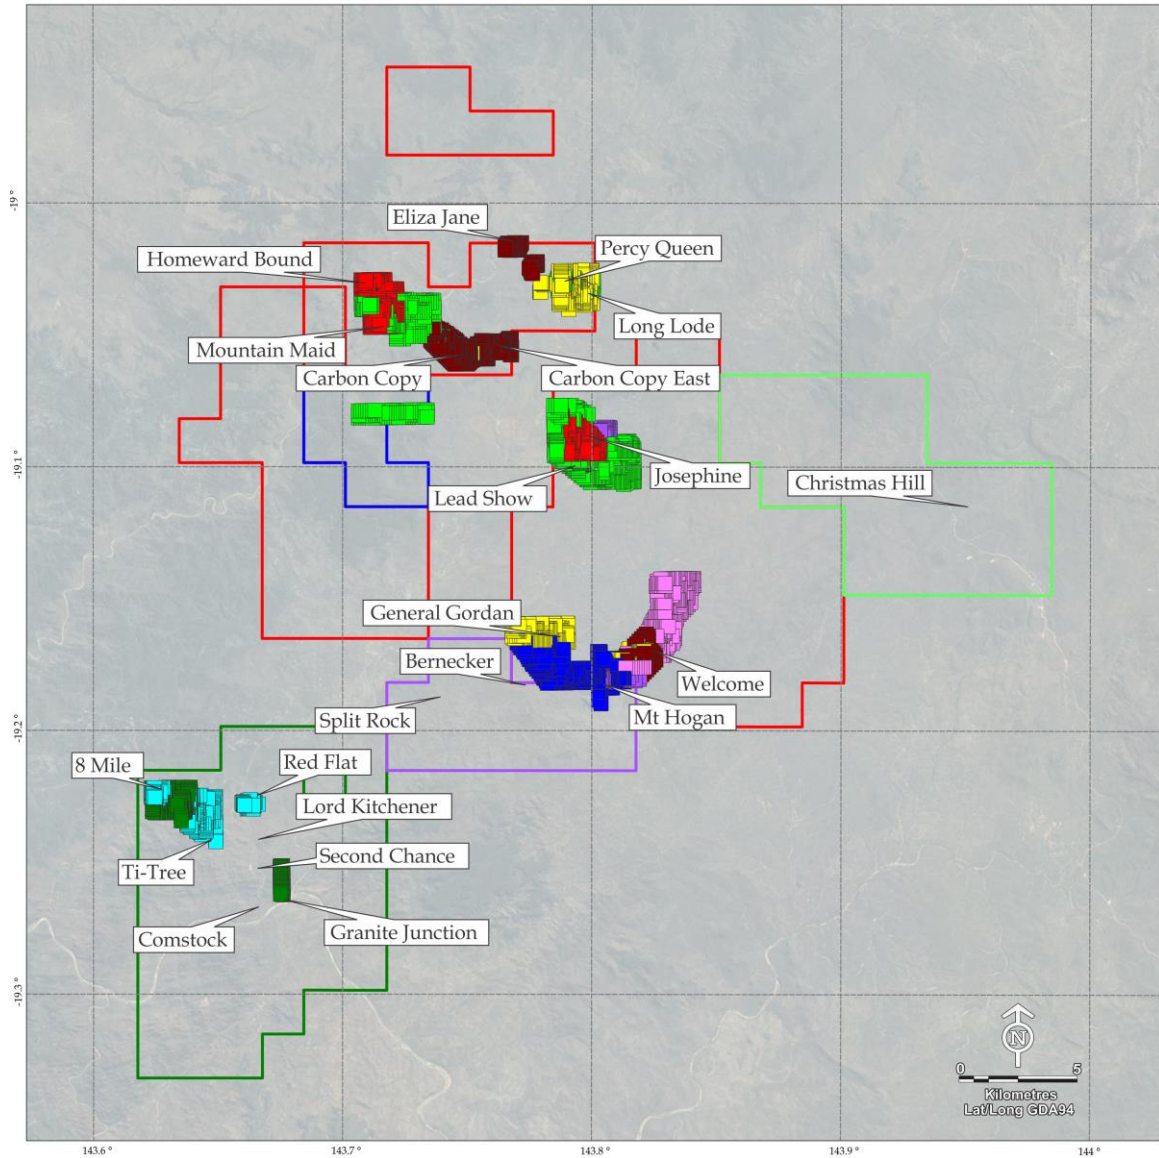 -19 °
Eliza Jane
Percy Queen
Homeward Bound
Long Lode
Mountain Maid
Carbon Copy
Carbon Copy East
-19.1 °
Josephine
Christmas Hill
Lead Show
General Gordan
Bernecker
Welcome
Split Rock
Mt Hogan
-19.2 °
8 Mile
Red Flat
Lord Kitchener
Second Chance
Ti-Tree
Granite Junction
Comstock
-19.3 °
N
0 5
Kilometres
Lat/Long GDA94
143.6 ° 143.7 ° 143.8 ° 143.9 ° 144 °